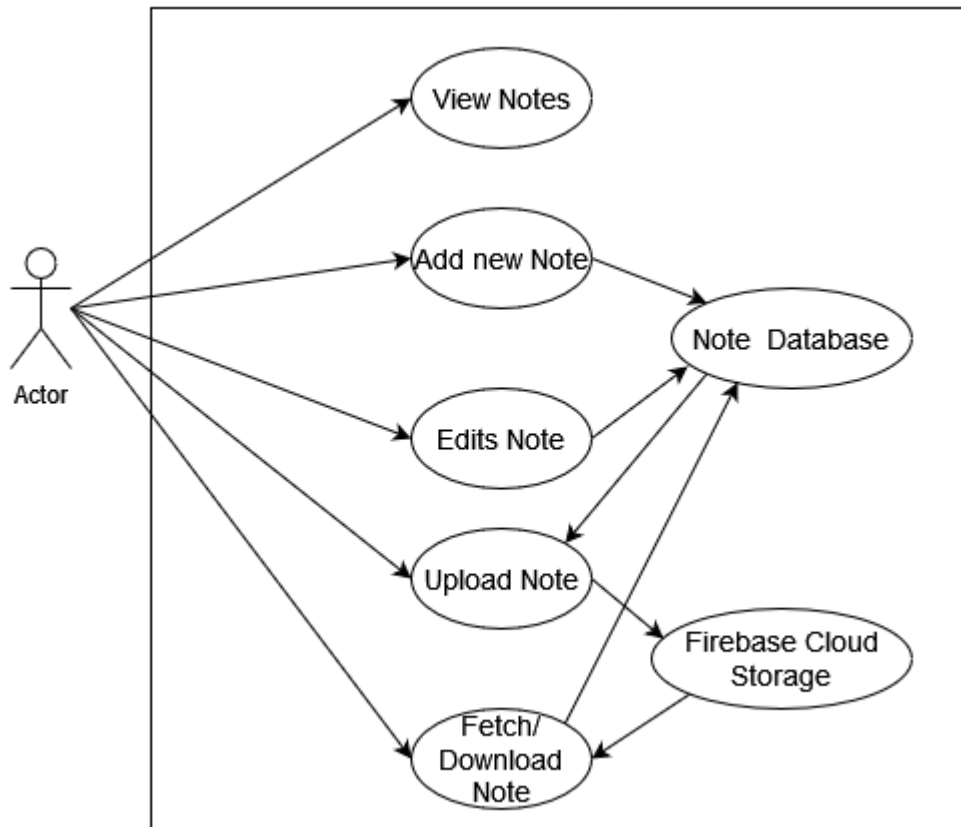 View Notes
Add new Note
Note Database
Actor
Edits Note
Upload Note
Firebase Cloud
Storage
Fetch/
Download
Note